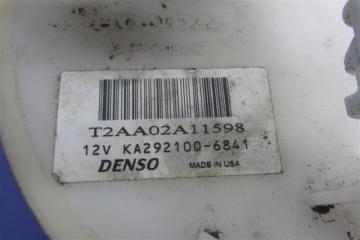 T2AA02A11598
12V KA292100-6841
DENSO MADE IN USA